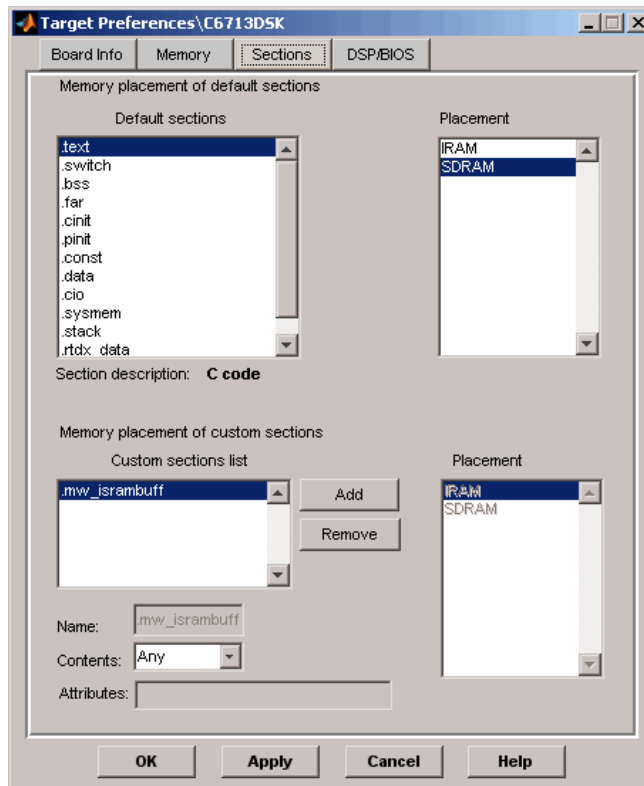 Target Preferences\C6713DSK
Board Info Memory Sections DSP/BIOS
Memory placement of default sections
Default sections Placement
.text
.switch
.bss
.far
.cinit
.pinit
.const
.data
.cio
.sysmem
.stack
.rtdx_data
IRAM
SDRAM
Section description: C code
Memory placement of custom sections
Custom sections list Placement
.mw_isrambuff
Add
Remove
IRAM
SDRAM
Name: .mw_isrambuff
Contents: Any
Attributes:
OK Apply Cancel Help